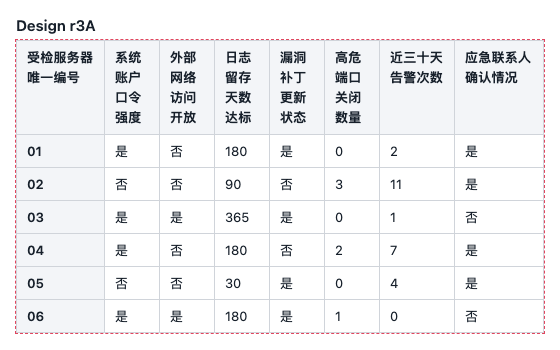 Design r3A
受检服务器唯一编号 系统账户口令强度 外部网络访问开放 日志留存天数达标 漏洞补丁更新状态 高危端口关闭数量 近三十天告警次数 应急联系人确认情况
01 是 否 180 是 0 2 是
02 否 否 90 否 3 11 是
03 是 是 365 是 0 1 否
04 是 否 180 否 2 7 是
05 否 否 30 是 0 4 是
06 是 是 180 是 1 0 否